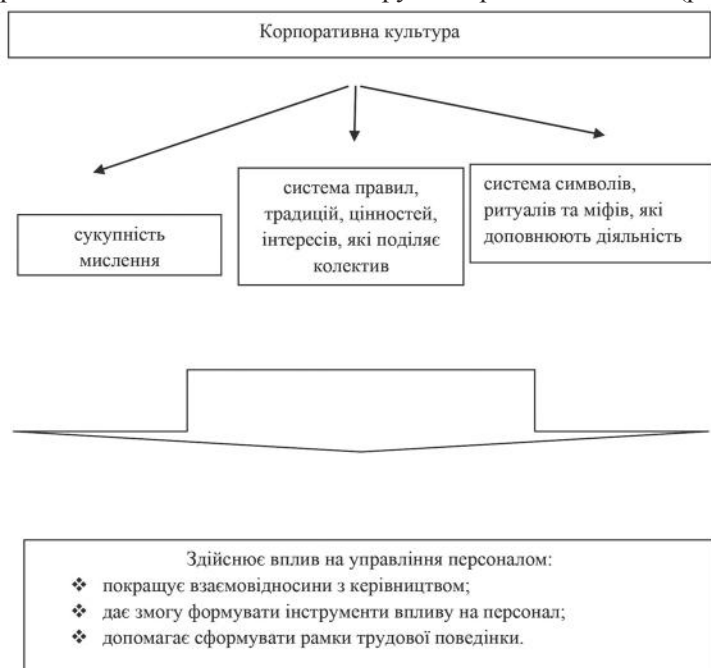 Корпоративна культура
сукупність
мислення
система правил,
традицій, цінностей,
інтересів, які поділяє
колектив
система символів,
ритуалів та міфів, які
доповнюють діяльність
Здійснює вплив на управління персоналом:
❖ покращує взаємовідносини з керівництвом;
❖ дає змогу формувати інструменти впливу на персонал;
❖ допомагає сформувати рамки трудової поведінки.